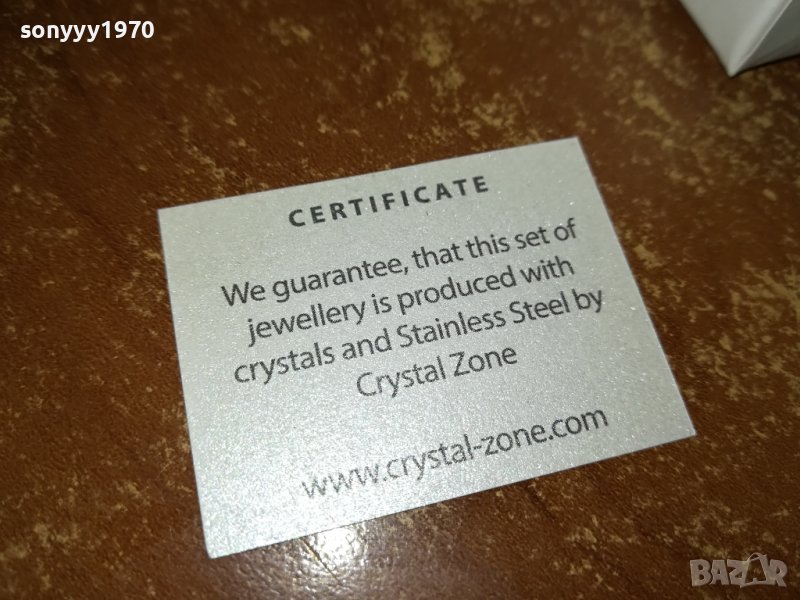 sonyyy1970
CERTIFICATE
We guarantee, that this set of
jewellery is produced with
crystals and Stainless Steel by
Crystal Zone
www.crystal-zone.com
BAZAR